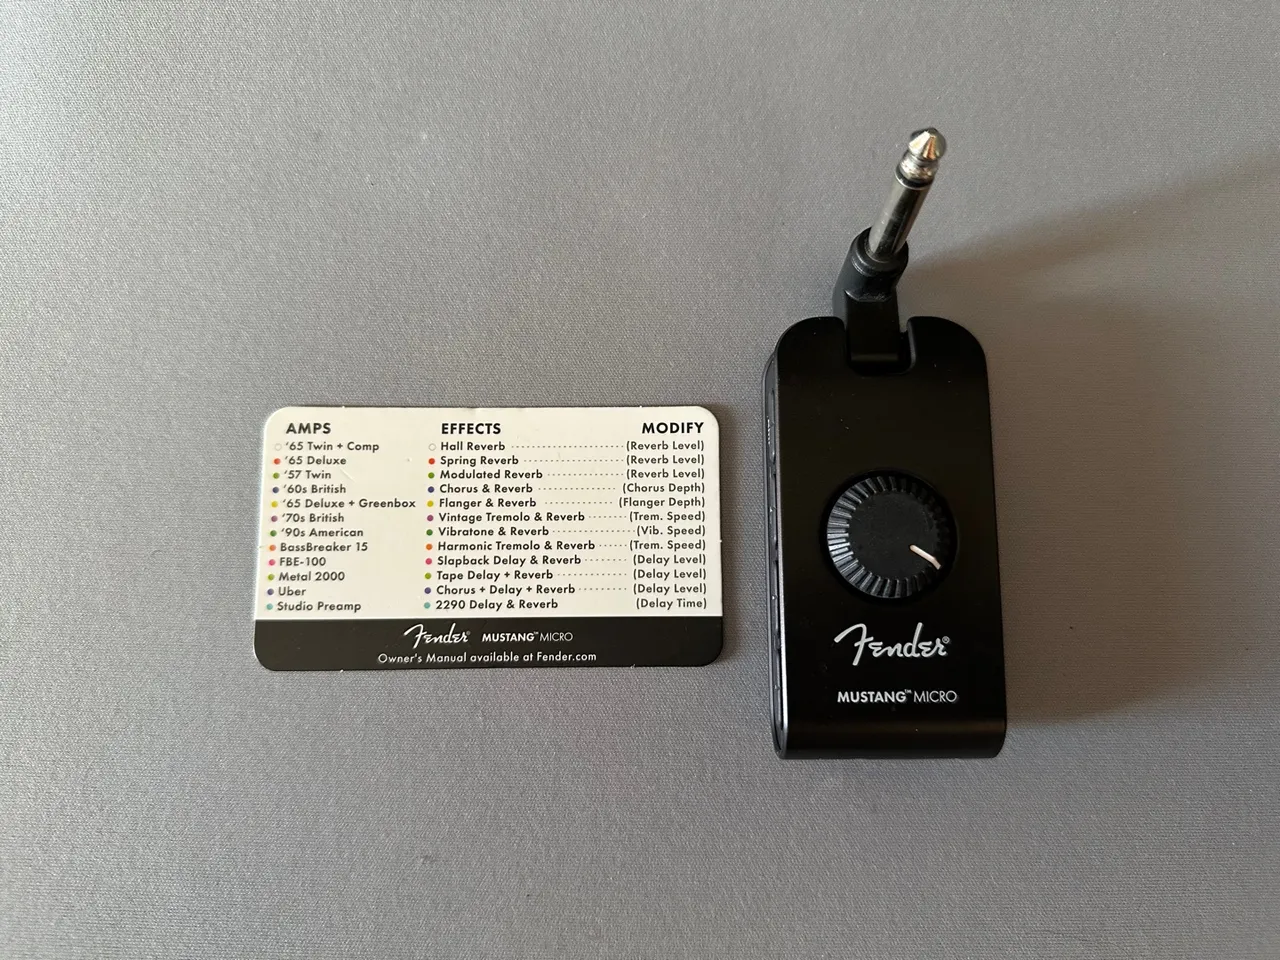 AMPS EFFECTS MODIFY
'65 Twin + Comp Hall Reverb (Reverb Level)
'65 Deluxe Spring Reverb (Reverb Level)
'57 Twin Modulated Reverb (Reverb Level)
'60s British Chorus & Reverb (Chorus Depth)
'65 Deluxe + Greenbox Flanger & Reverb (Flanger Depth)
'70s British Vintage Tremolo & Reverb (Trem. Speed)
'90s American Vibratone & Reverb (Vib. Speed)
BassBreaker 15 Harmonic Tremolo & Reverb (Trem. Speed)
FBE-100 Slapback Delay & Reverb (Delay Level)
Metal 2000 Tape Delay + Reverb (Delay Level)
Uber Chorus + Delay + Reverb (Delay Level)
Studio Preamp 2290 Delay & Reverb (Delay Time)
Fender® MUSTANG™ MICRO
Owner's Manual available at Fender.com
Fender®
MUSTANG™ MICRO